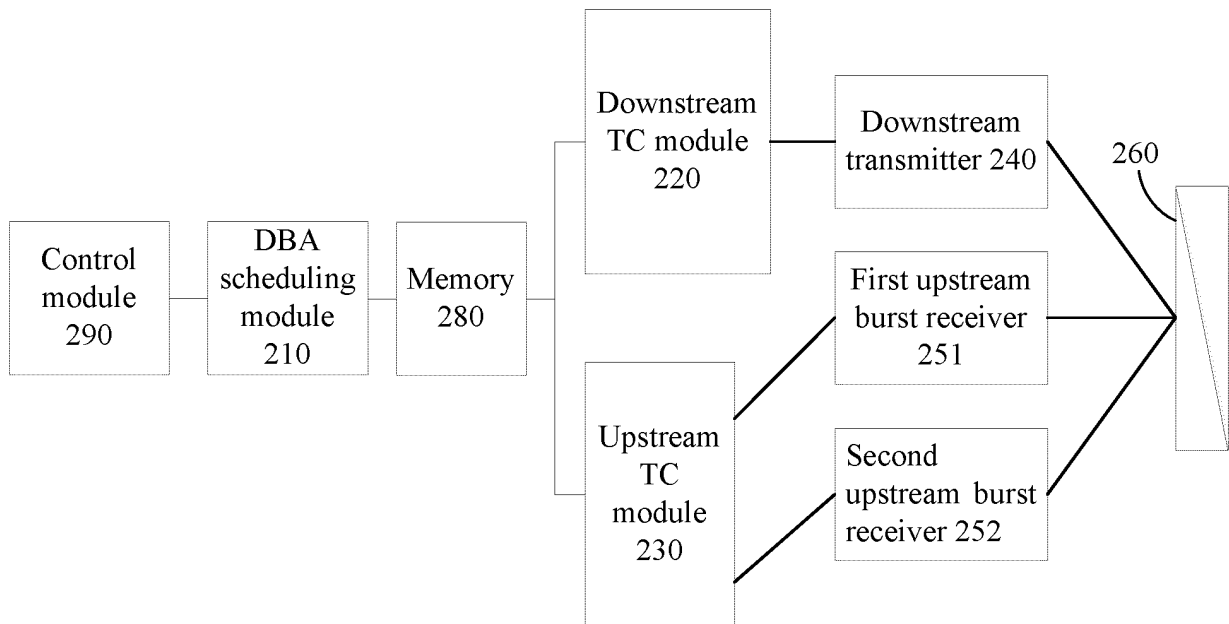 Control
module
290
DBA
scheduling
module
210
Memory
280
Downstream
TC module
220
Upstream
TC
module
230
Downstream
transmitter 240
First upstream
burst receiver
251
Second
upstream burst
receiver 252
260